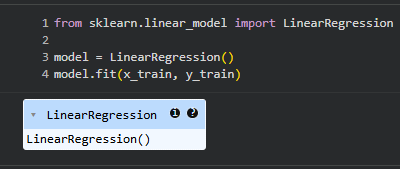 1 from sklearn.linear_model import LinearRegression
2
3 model = LinearRegression()
4 model.fit(x_train, y_train)
▾ LinearRegression i ?
LinearRegression()